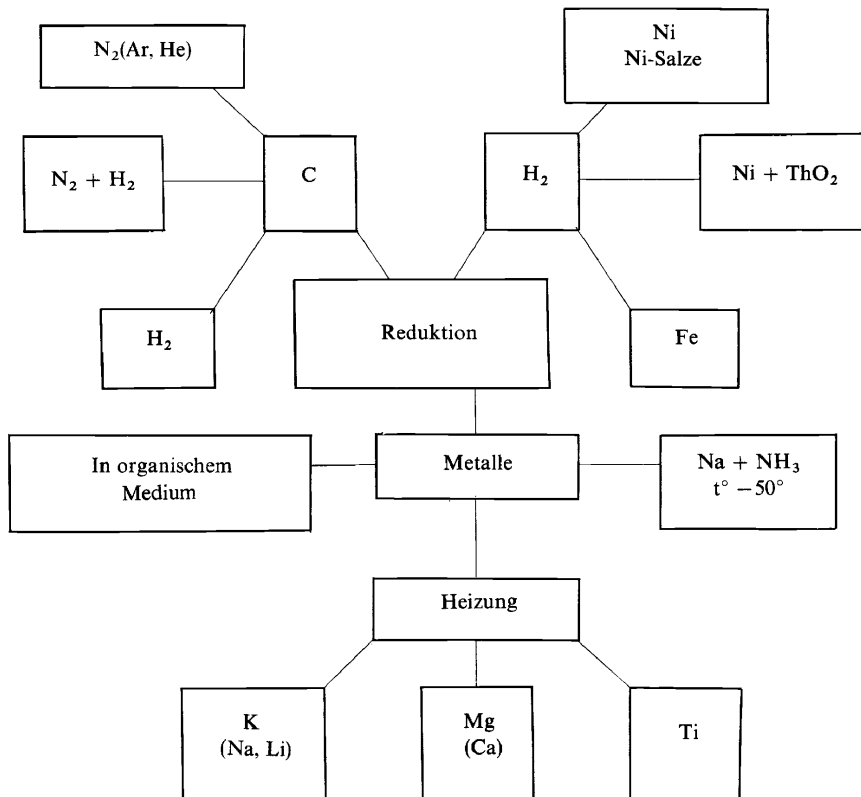 N₂(Ar, He)
Ni
Ni-Salze
N₂ + H₂
C
H₂
Ni + ThO₂
H₂
Reduktion
Fe
In organischem
Medium
Metalle
Na + NH₃
t° −50°
Heizung
K
(Na, Li)
Mg
(Ca)
Ti